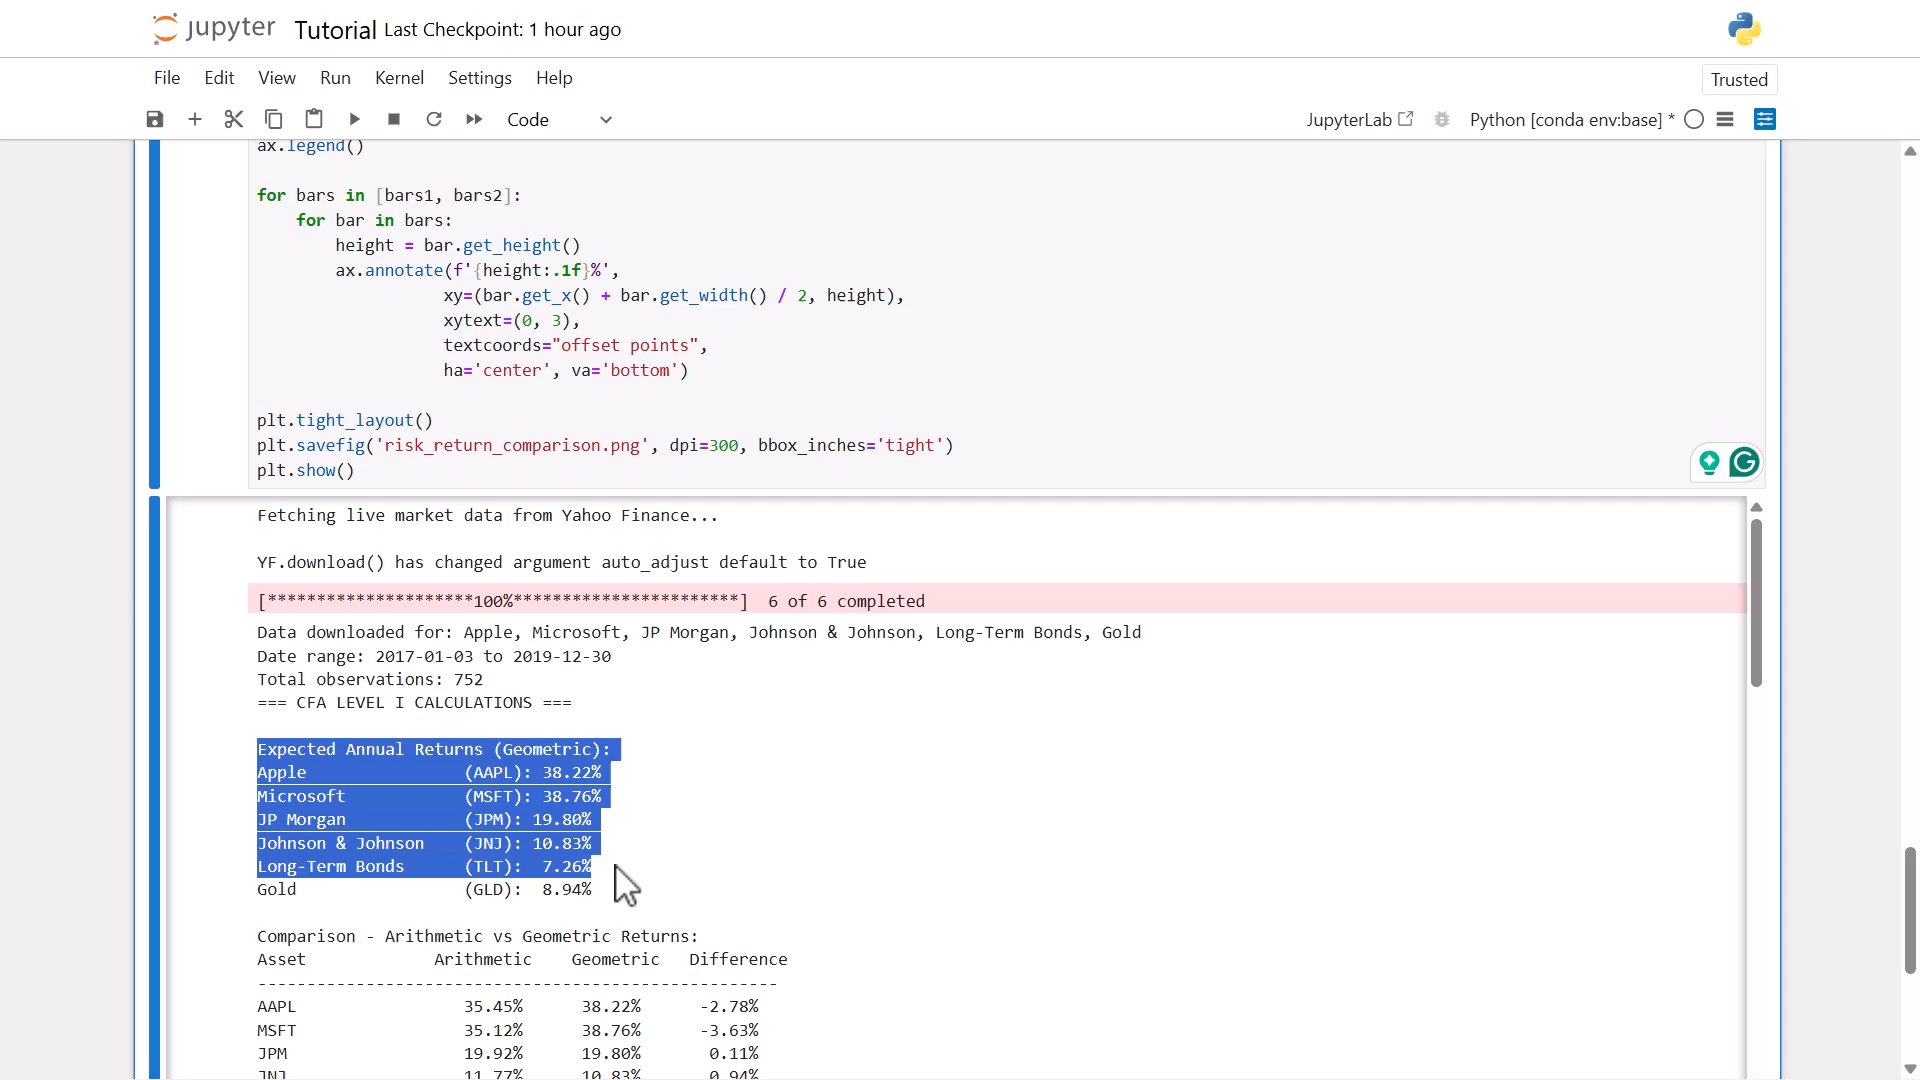 jupyter Tutorial Last Checkpoint: 1 hour ago
File Edit View Run Kernel Settings Help
Trusted
Code
JupyterLab Python [conda env:base] *
ax.legend()
for bars in [bars1, bars2]:
    for bar in bars:
        height = bar.get_height()
        ax.annotate(f'{height:.1f}%',
                   xy=(bar.get_x() + bar.get_width() / 2, height),
                   xytext=(0, 3),
                   textcoords="offset points",
                   ha='center', va='bottom')
plt.tight_layout()
plt.savefig('risk_return_comparison.png', dpi=300, bbox_inches='tight')
plt.show()
Fetching live market data from Yahoo Finance...
YF.download() has changed argument auto_adjust default to True
[*********************100%***********************]  6 of 6 completed
Data downloaded for: Apple, Microsoft, JP Morgan, Johnson & Johnson, Long-Term Bonds, Gold
Date range: 2017-01-03 to 2019-12-30
Total observations: 752
=== CFA LEVEL I CALCULATIONS ===
Expected Annual Returns (Geometric):
Apple                (AAPL): 38.22%
Microsoft            (MSFT): 38.76%
JP Morgan            (JPM): 19.80%
Johnson & Johnson    (JNJ): 10.83%
Long-Term Bonds      (TLT):  7.26%
Gold                 (GLD):  8.94%
Comparison - Arithmetic vs Geometric Returns:
Asset             Arithmetic    Geometric   Difference
-----------------------------------------------------
AAPL                 35.45%      38.22%      -2.78%
MSFT                 35.12%      38.76%      -3.63%
JPM                  19.92%      19.80%       0.11%
JNJ                  11.77%      10.83%       0.94%